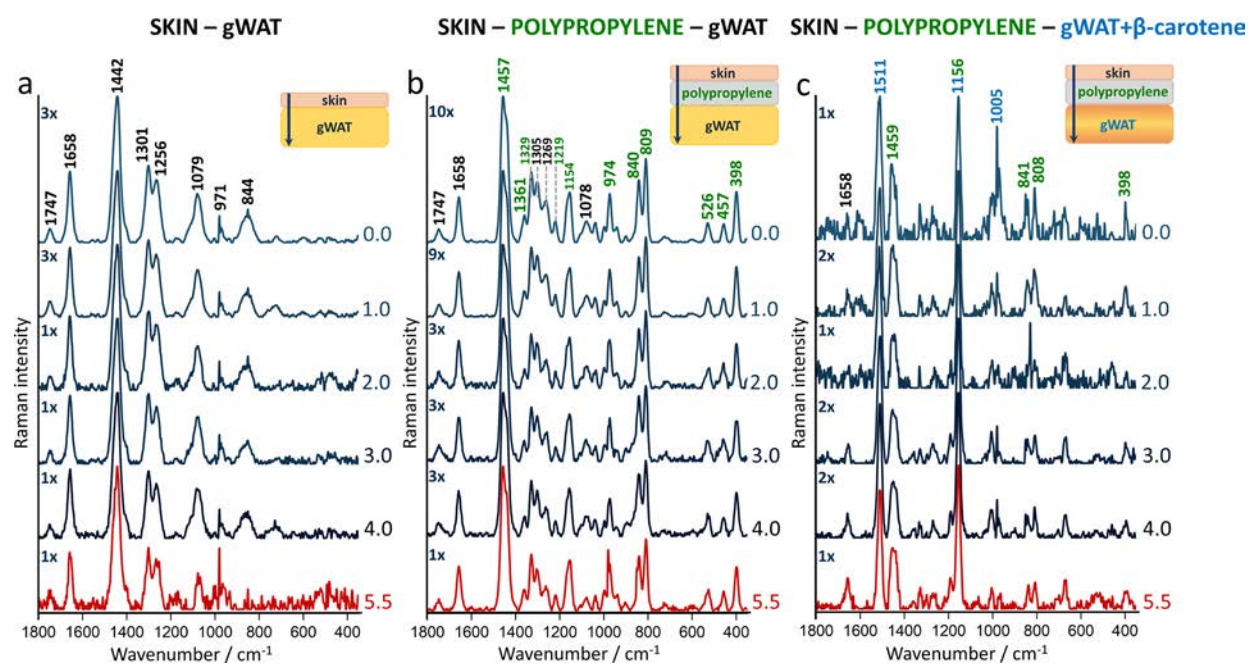 SKIN – gWAT
SKIN – POLYPROPYLENE – gWAT
SKIN – POLYPROPYLENE – gWAT+β-carotene
a
1442
1658
1747
1301
1256
1079
971
844
skin
gWAT
3x
0.0
3x
1.0
1x
2.0
1x
3.0
1x
4.0
1x
5.5
Raman intensity
1800 1600 1400 1200 1000 800 600 400
Wavenumber / cm⁻¹
b
1457
1658
1747
1361
1329
1305
1269
1219
1154
1078
974
840
809
526
457
398
skin
polypropylene
gWAT
10x
0.0
9x
1.0
3x
2.0
3x
3.0
3x
4.0
1x
5.5
Raman intensity
1800 1600 1400 1200 1000 800 600 400
Wavenumber / cm⁻¹
c
1511
1459
1658
1156
1005
841
808
398
skin
polypropylene
gWAT
1x
0.0
2x
1.0
1x
2.0
2x
3.0
2x
4.0
1x
5.5
Raman intensity
1800 1600 1400 1200 1000 800 600 400
Wavenumber / cm⁻¹